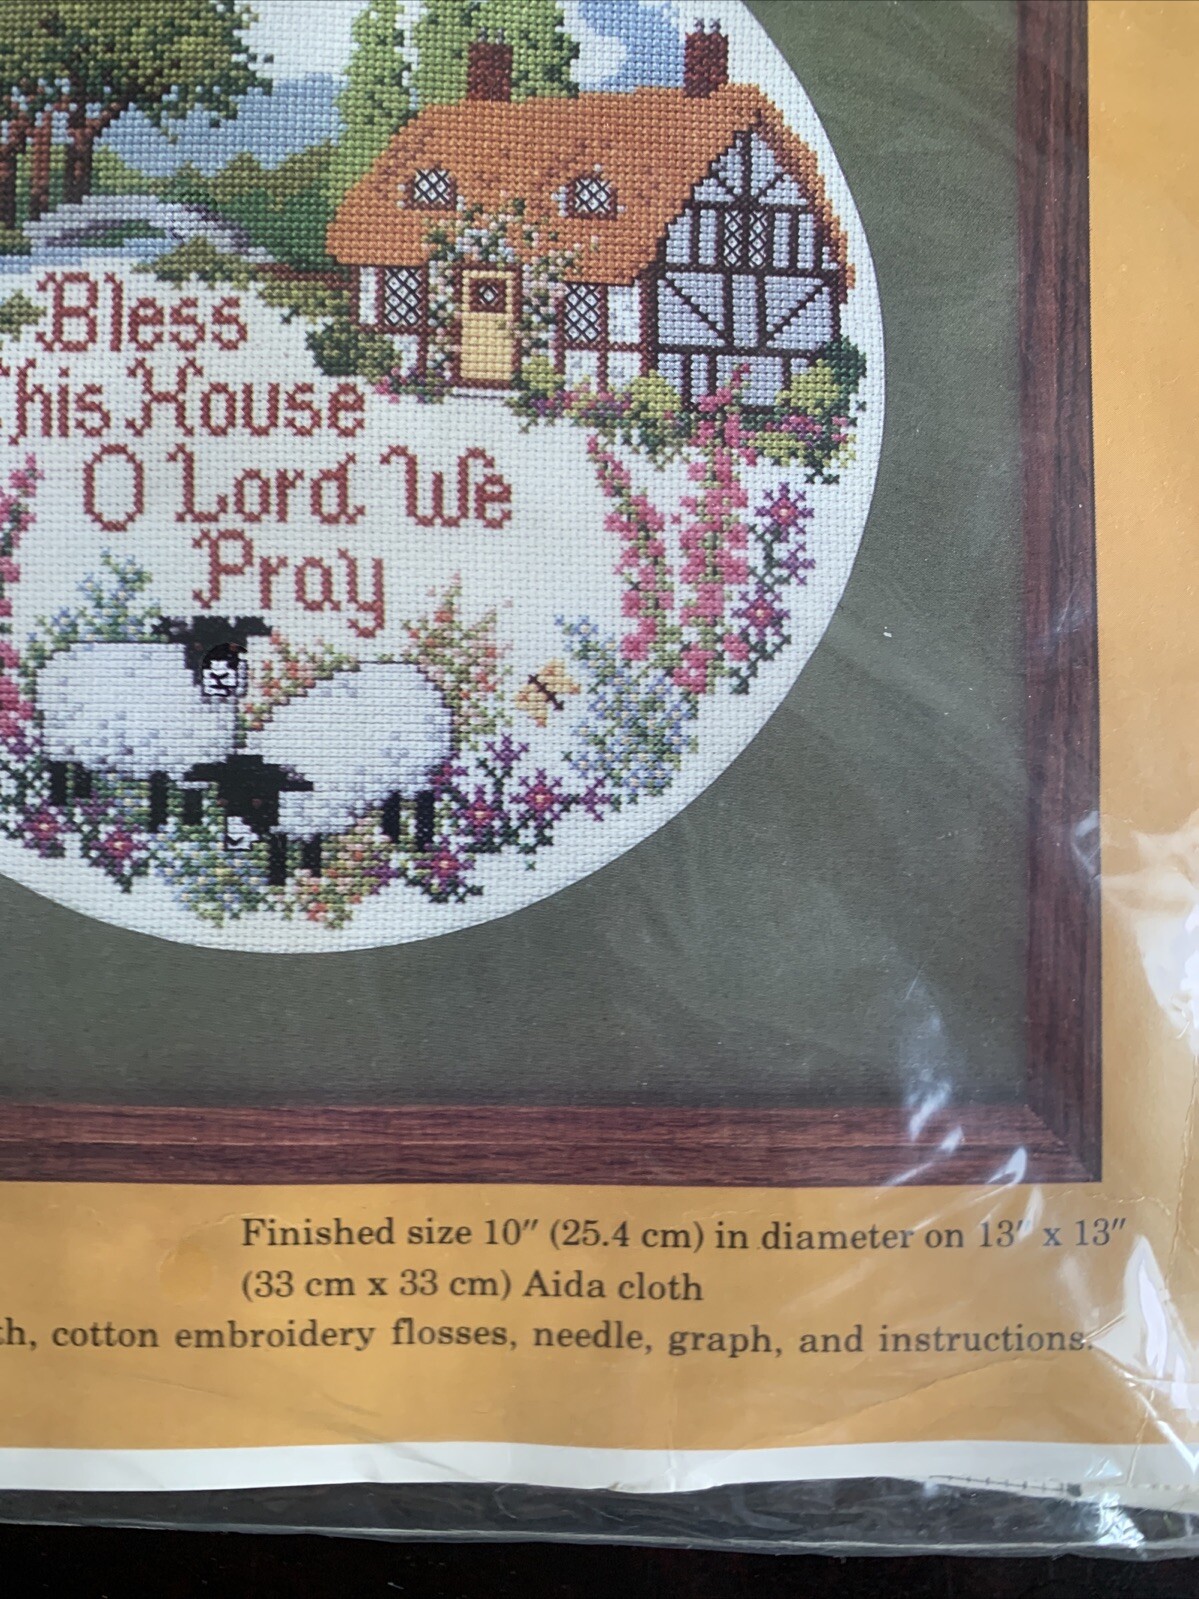 Bless
This House
O Lord We
Pray
K
K
Finished size 10" (25.4 cm) in diameter on 13" x 13"
(33 cm x 33 cm) Aida cloth
th, cotton embroidery flosses, needle, graph, and instructions.